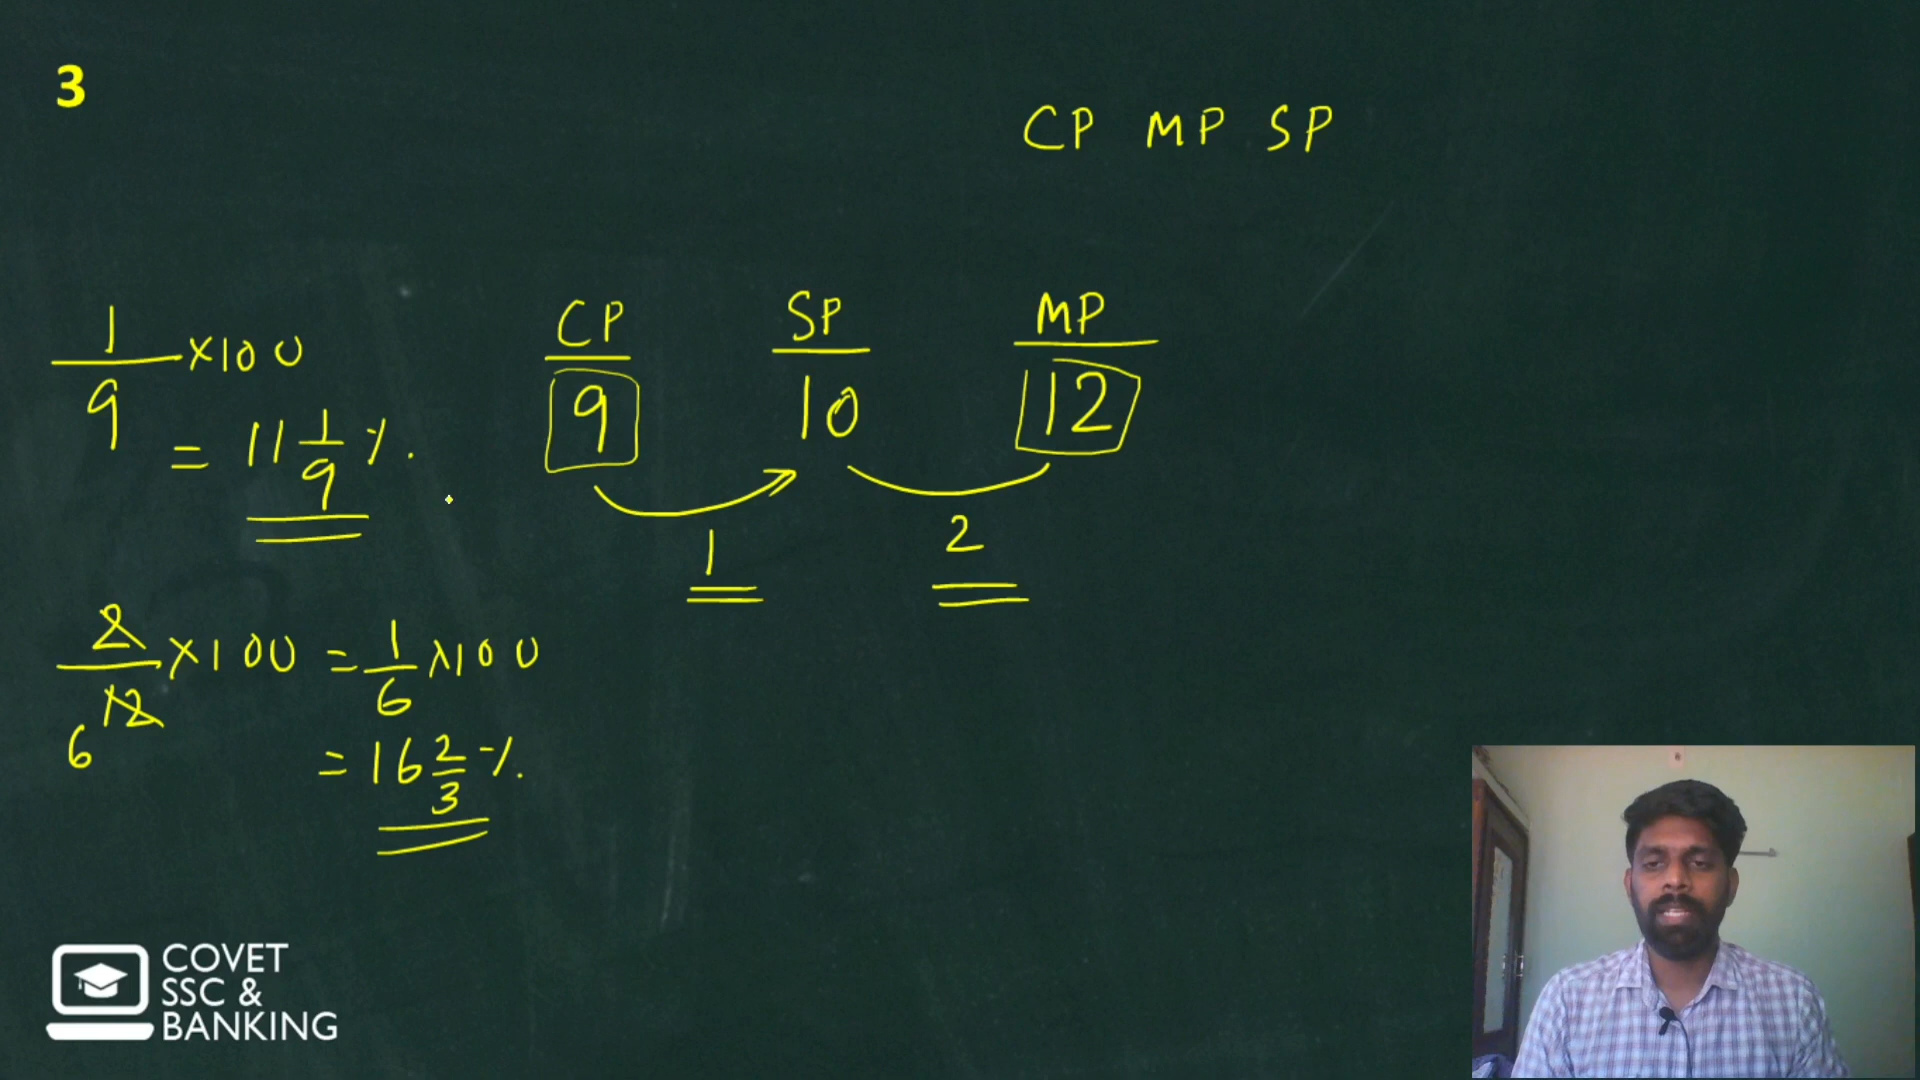 3
CP MP SP
CP SP MP
9 10 12
1 2
1/9 ×100
= 11 1/9 %.
2/12 ×100 = 1/6 ×100
6
= 16 2/3 %.
COVET
SSC &
BANKING